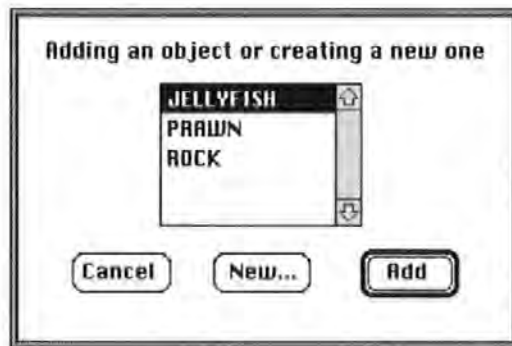 Adding an object or creating a new one
JELLYFISH
PRAWN
ROCK
Cancel New... Add